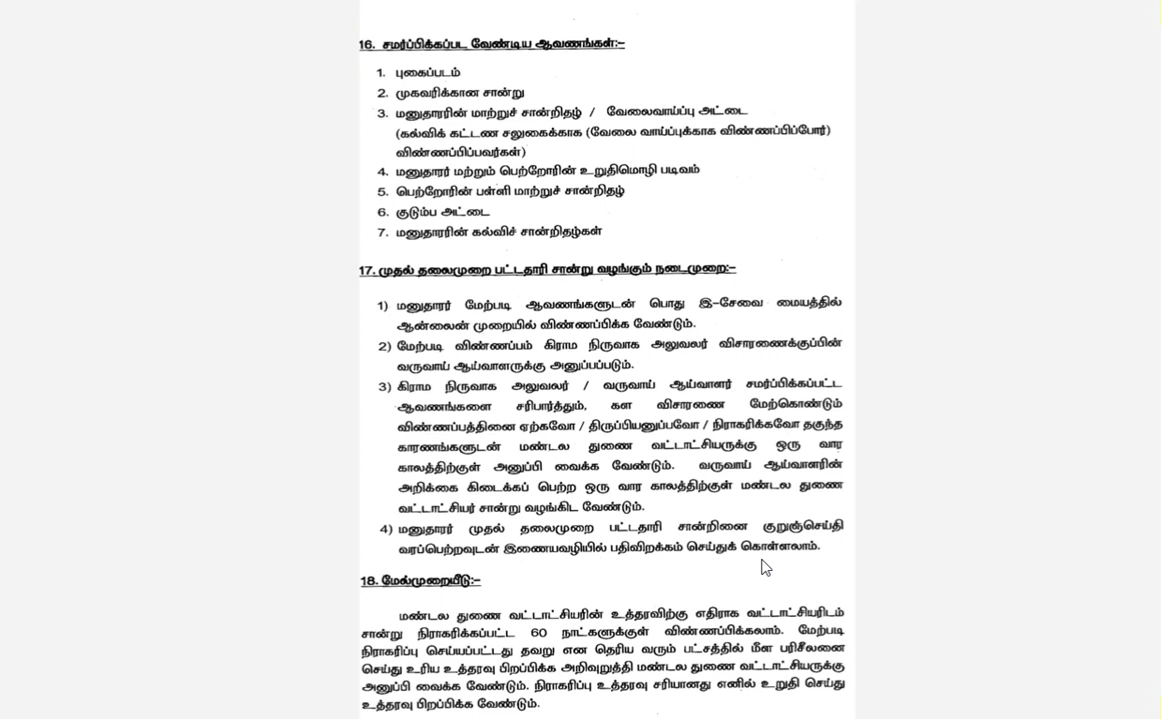 16. சமர்ப்பிக்கப்பட வேண்டிய ஆவணங்கள்:-
1. புகைப்படம்
2. முகவரிக்கான சான்று
3. மனுதாரரின் மாற்றுச் சான்றிதழ் / வேலைவாய்ப்பு அட்டை
(கல்விக் கட்டண சலுகைக்காக (வேலை வாய்ப்புக்காக விண்ணப்பிப்போர்)
விண்ணப்பிப்பவர்கள்)
4. மனுதாரர் மற்றும் பெற்றோரின் உறுதிமொழி படிவம்
5. பெற்றோரின் பள்ளி மாற்றுச் சான்றிதழ்
6. குடும்ப அட்டை
7. மனுதாரரின் கல்விச் சான்றிதழ்கள்
17. முதல் தலைமுறை பட்டதாரி சான்று வழங்கும் நடைமுறை:-
1) மனுதாரர் மேற்படி ஆவணங்களுடன் பொது இ-சேவை மையத்தில்
ஆன்லைன் முறையில் விண்ணப்பிக்க வேண்டும்.
2) மேற்படி விண்ணப்பம் கிராம நிருவாக அலுவலர் விசாரணைக்குப்பின்
வருவாய் ஆய்வாளருக்கு அனுப்பப்படும்.
3) கிராம நிருவாக அலுவலர் / வருவாய் ஆய்வாளர் சமர்ப்பிக்கப்பட்ட
ஆவணங்களை சரிபார்த்தும், கள விசாரணை மேற்கொண்டும்
விண்ணப்பத்தினை ஏற்கவோ / திருப்பியனுப்பவோ / நிராகரிக்கவோ தகுந்த
காரணங்களுடன் மண்டல துணை வட்டாட்சியருக்கு ஒரு வார
காலத்திற்குள் அனுப்பி வைக்க வேண்டும். வருவாய் ஆய்வாளரின்
அறிக்கை கிடைக்கப் பெற்ற ஒரு வார காலத்திற்குள் மண்டல துணை
வட்டாட்சியர் சான்று வழங்கிட வேண்டும்.
4) மனுதாரர் முதல் தலைமுறை பட்டதாரி சான்றினை குறுஞ்செய்தி
வரப்பெற்றவுடன் இணையவழியில் பதிவிறக்கம் செய்துக் கொள்ளலாம்.
18. மேல்முறையீடு:-
மண்டல துணை வட்டாட்சியரின் உத்தரவிற்கு எதிராக வட்டாட்சியரிடம்
சான்று நிராகரிக்கப்பட்ட 60 நாட்களுக்குள் விண்ணப்பிக்கலாம். மேற்படி
நிராகரிப்பு செய்யப்பட்டது தவறு என தெரிய வரும் பட்சத்தில் மீள பரிசீலனை
செய்து உரிய உத்தரவு பிறப்பிக்க அறிவுறுத்தி மண்டல துணை வட்டாட்சியருக்கு
அனுப்பி வைக்க வேண்டும். நிராகரிப்பு உத்தரவு சரியானது எனில் உறுதி செய்து
உத்தரவு பிறப்பிக்க வேண்டும்.